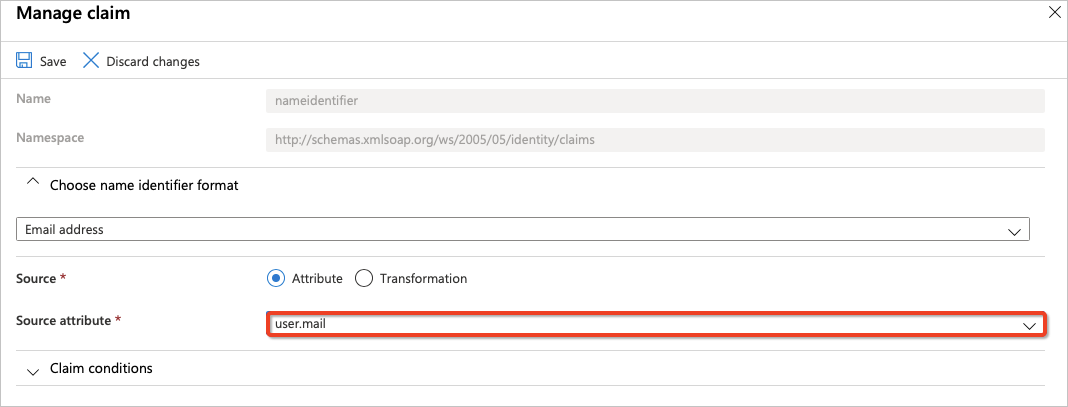 Manage claim
Save Discard changes
Name nameidentifier
Namespace http://schemas.xmlsoap.org/ws/2005/05/identity/claims
Choose name identifier format
Email address
Source * Attribute Transformation
Source attribute * user.mail
Claim conditions